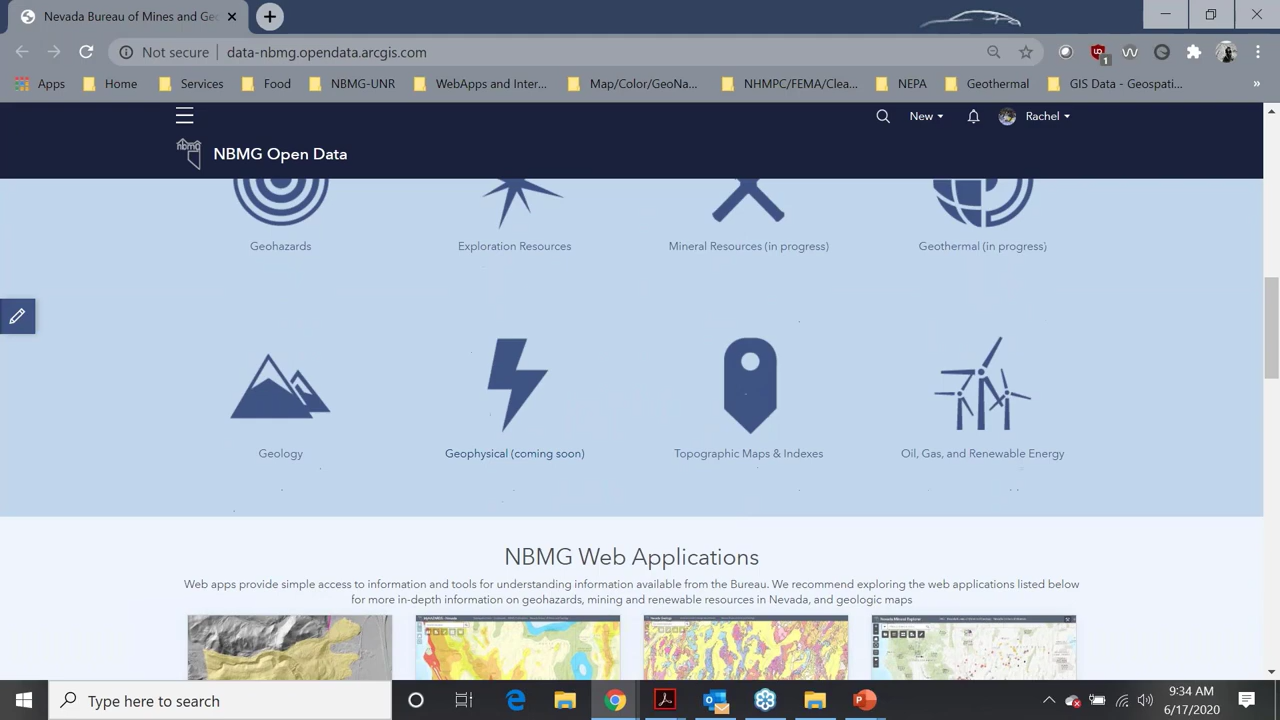 Nevada Bureau of Mines and Geo
Not secure data-nbmg.opendata.arcgis.com
1
Apps Home Services Food NBMG-UNR WebApps and Inter... Map/Color/GeoNa... NHMPC/FEMA/Clea... NEPA Geothermal GIS Data - Geospati... »
New Rachel
nbmg NBMG Open Data
Geohazards Exploration Resources Mineral Resources (in progress) Geothermal (in progress)
Geology Geophysical (coming soon) Topographic Maps & Indexes Oil, Gas, and Renewable Energy
NBMG Web Applications
Web apps provide simple access to information and tools for understanding information available from the Bureau. We recommend exploring the web applications listed below
for more in-depth information on geohazards, mining and renewable resources in Nevada, and geologic maps
Type here to search
9:34 AM
6/17/2020